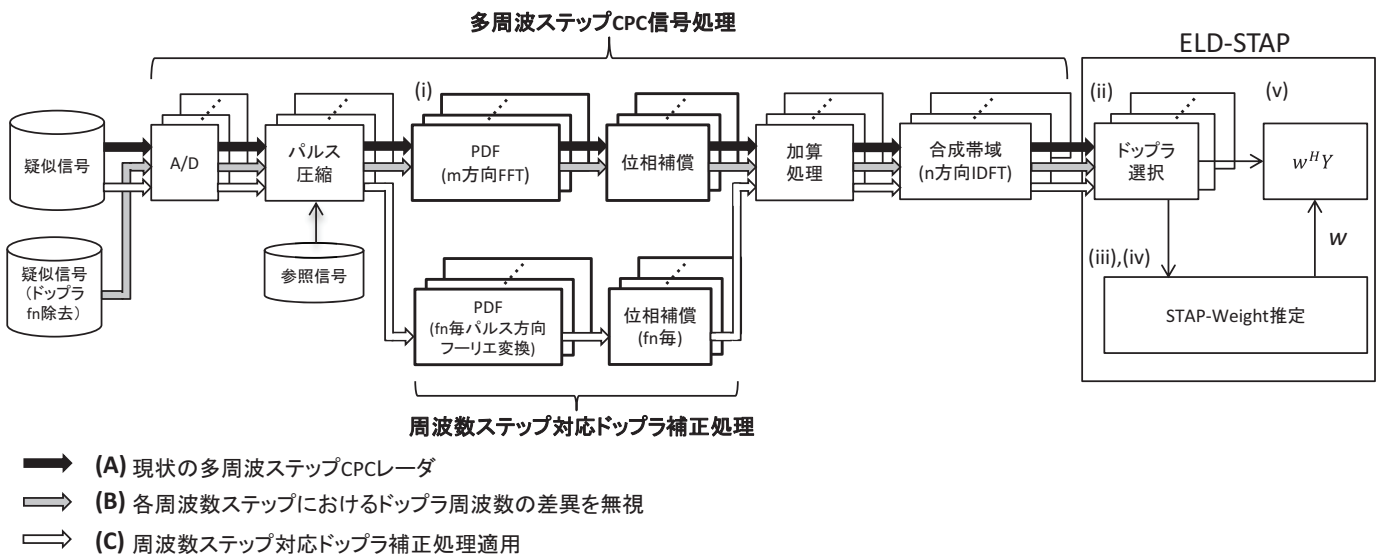 多周波ステップCPC信号処理
ELD-STAP
疑似信号
疑似信号
(ドップラ
fn除去)
A/D
パルス
圧縮
参照信号
(i)
PDF
(m方向FFT)
位相補償
PDF
(fn毎パルス方向
フーリエ変換)
位相補償
(fn毎)
加算
処理
合成帯域
(n方向IDFT)
(ii)
ドップラ
選択
(v)
w^H Y
w
(iii),(iv)
STAP-Weight推定
周波数ステップ対応ドップラ補正処理
(A) 現状の多周波ステップCPCレーダ
(B) 各周波数ステップにおけるドップラ周波数の差異を無視
(C) 周波数ステップ対応ドップラ補正処理適用